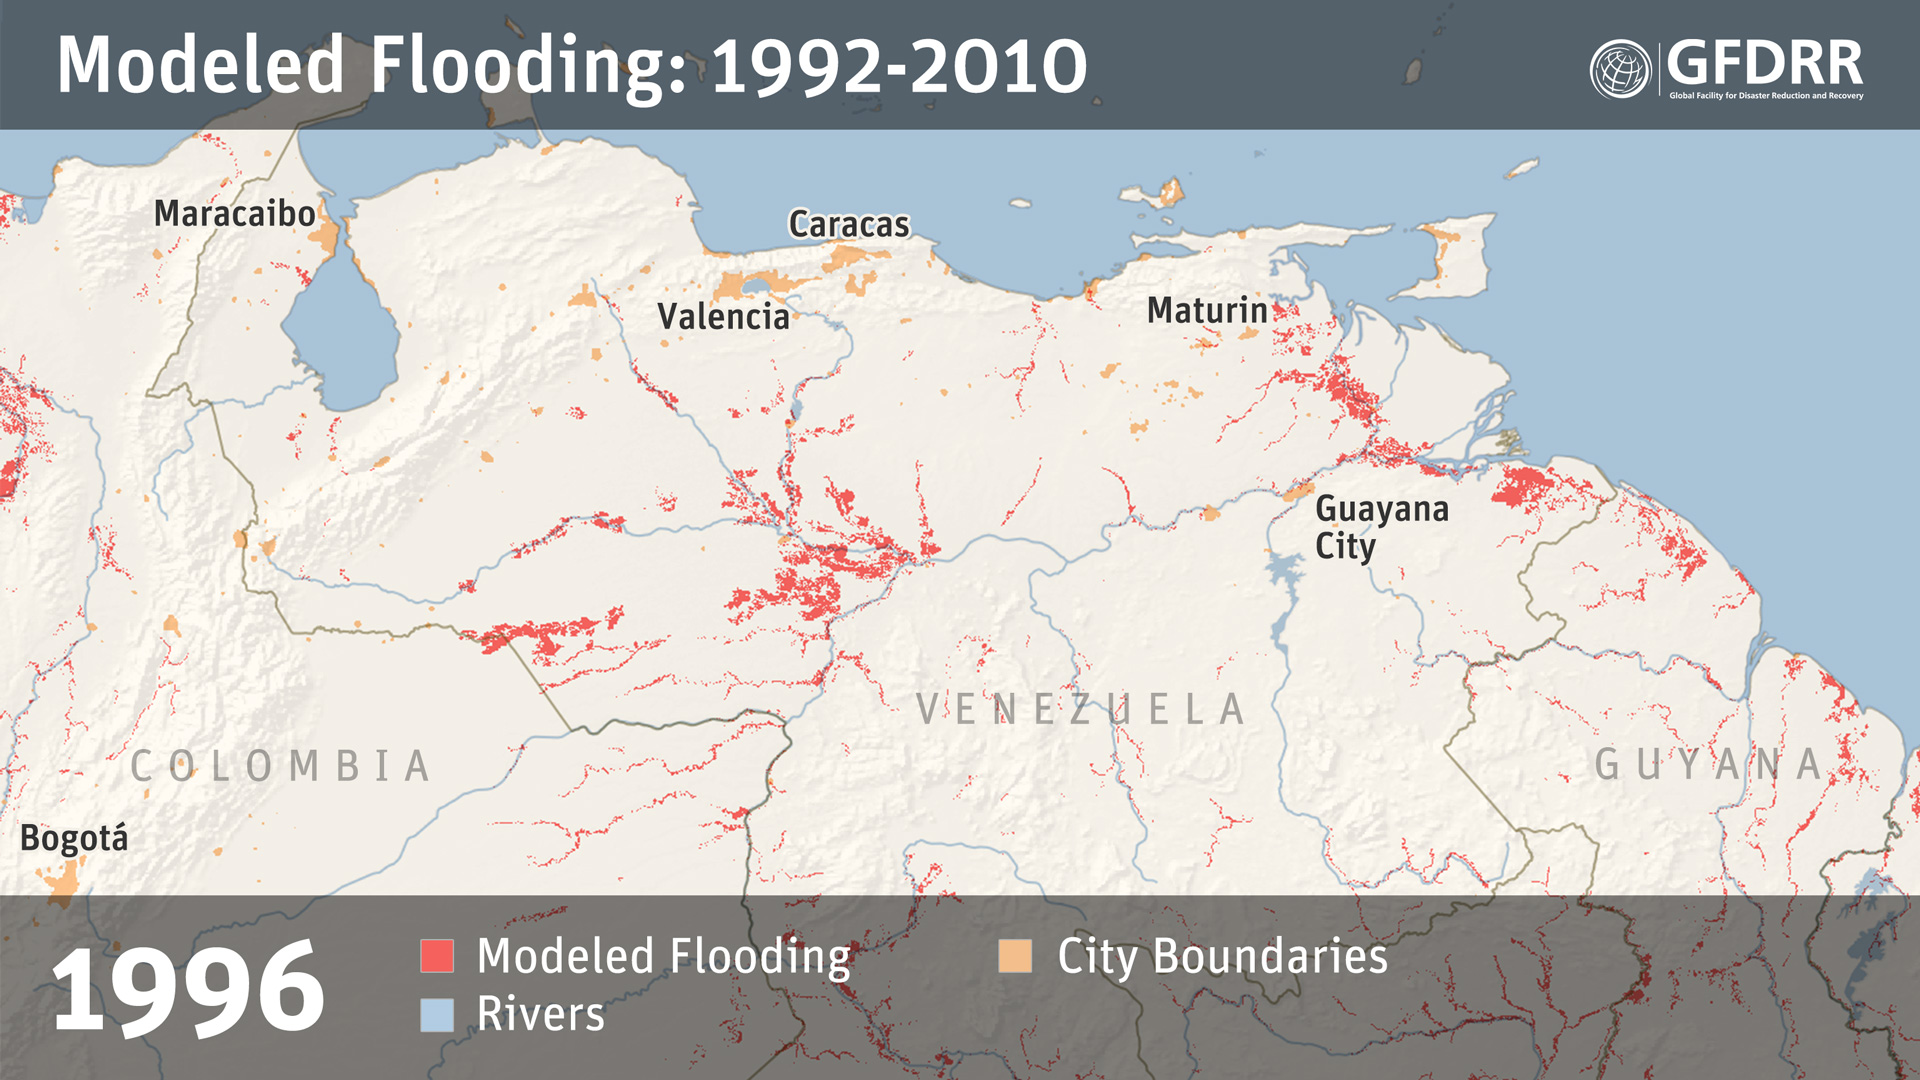 Modeled Flooding: 1992-2010
GFDRR
Global Facility for Disaster Reduction and Recovery
Maracaibo
Caracas
Valencia
Maturin
Guayana
City
VENEZUELA
COLOMBIA
GUYANA
Bogotá
1996
Modeled Flooding
City Boundaries
Rivers